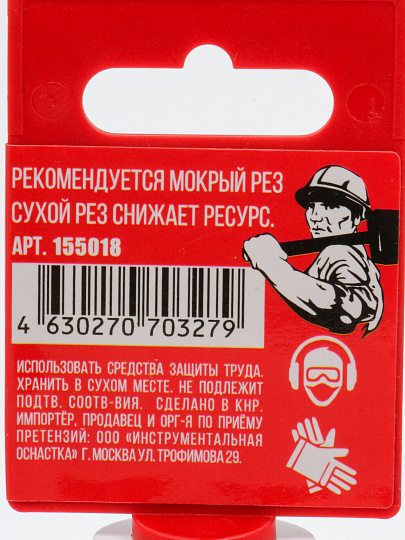 РЕКОМЕНДУЕТСЯ МОКРЫЙ РЕЗ
СУХОЙ РЕЗ СНИЖАЕТ РЕСУРС.
АРТ. 155018
4 630270 703279
ИСПОЛЬЗОВАТЬ СРЕДСТВА ЗАЩИТЫ ТРУДА.
ХРАНИТЬ В СУХОМ МЕСТЕ. НЕ ПОДЛЕЖИТ
ПОДТВ. СООТВ-ВИЯ. СДЕЛАНО В КНР.
ИМПОРТЁР, ПРОДАВЕЦ И ОРГ-Я ПО ПРИЁМУ
ПРЕТЕНЗИЙ: ООО «ИНСТРУМЕНТАЛЬНАЯ
ОСНАСТКА» Г. МОСКВА УЛ. ТРОФИМОВА 29.